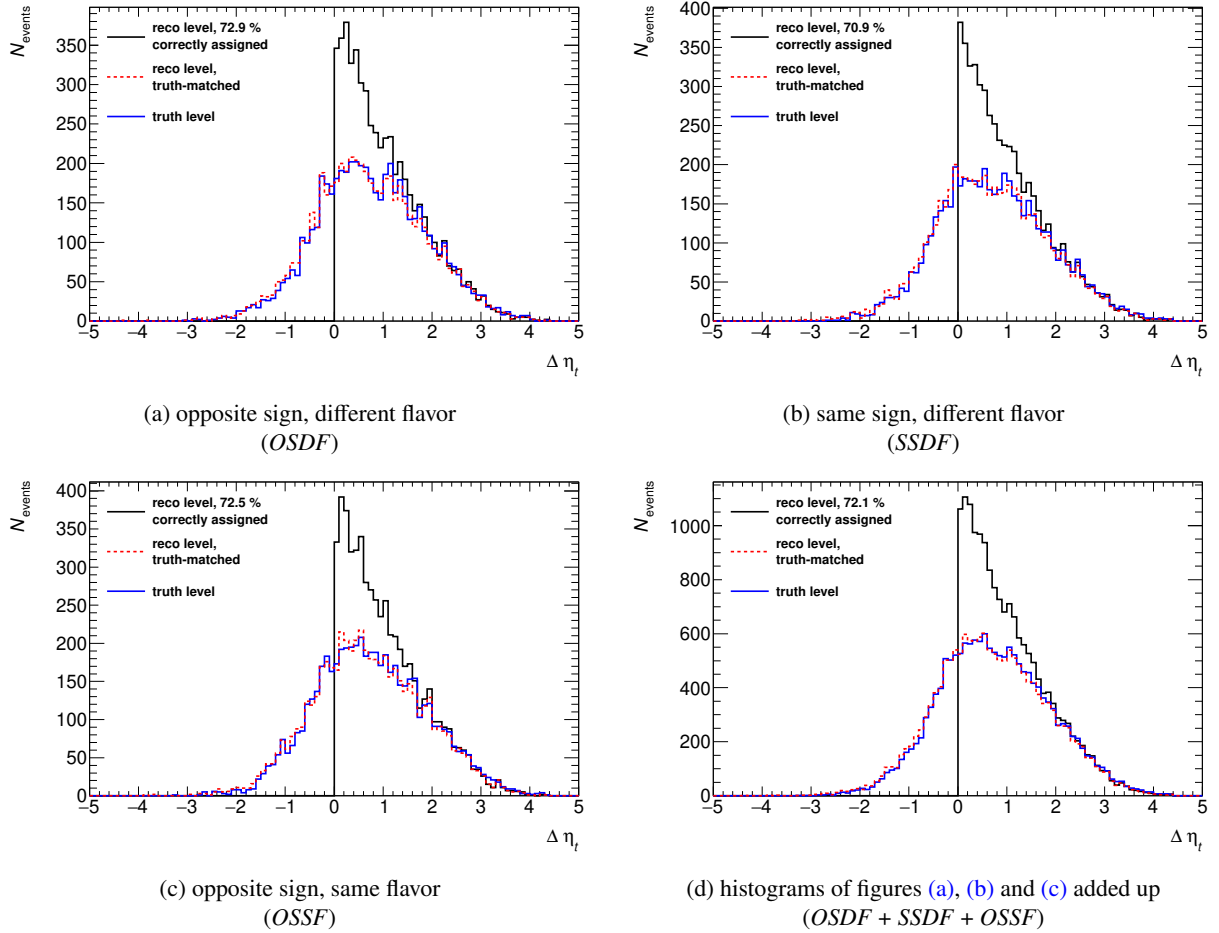 N_events
400
350
300
250
200
150
100
50
0
reco level, 72.9 %
correctly assigned
reco level,
truth-matched
truth level
−5 −4 −3 −2 −1 0 1 2 3 4 5
Δ η_t
(a) opposite sign, different flavor
(OSDF)
N_events
400
350
300
250
200
150
100
50
0
reco level, 70.9 %
correctly assigned
reco level,
truth-matched
truth level
−5 −4 −3 −2 −1 0 1 2 3 4 5
Δ η_t
(b) same sign, different flavor
(SSDF)
N_events
400
350
300
250
200
150
100
50
0
reco level, 72.5 %
correctly assigned
reco level,
truth-matched
truth level
−5 −4 −3 −2 −1 0 1 2 3 4 5
Δ η_t
(c) opposite sign, same flavor
(OSSF)
N_events
1000
800
600
400
200
0
reco level, 72.1 %
correctly assigned
reco level,
truth-matched
truth level
−5 −4 −3 −2 −1 0 1 2 3 4 5
Δ η_t
(d) histograms of figures (a), (b) and (c) added up
(OSDF + SSDF + OSSF)